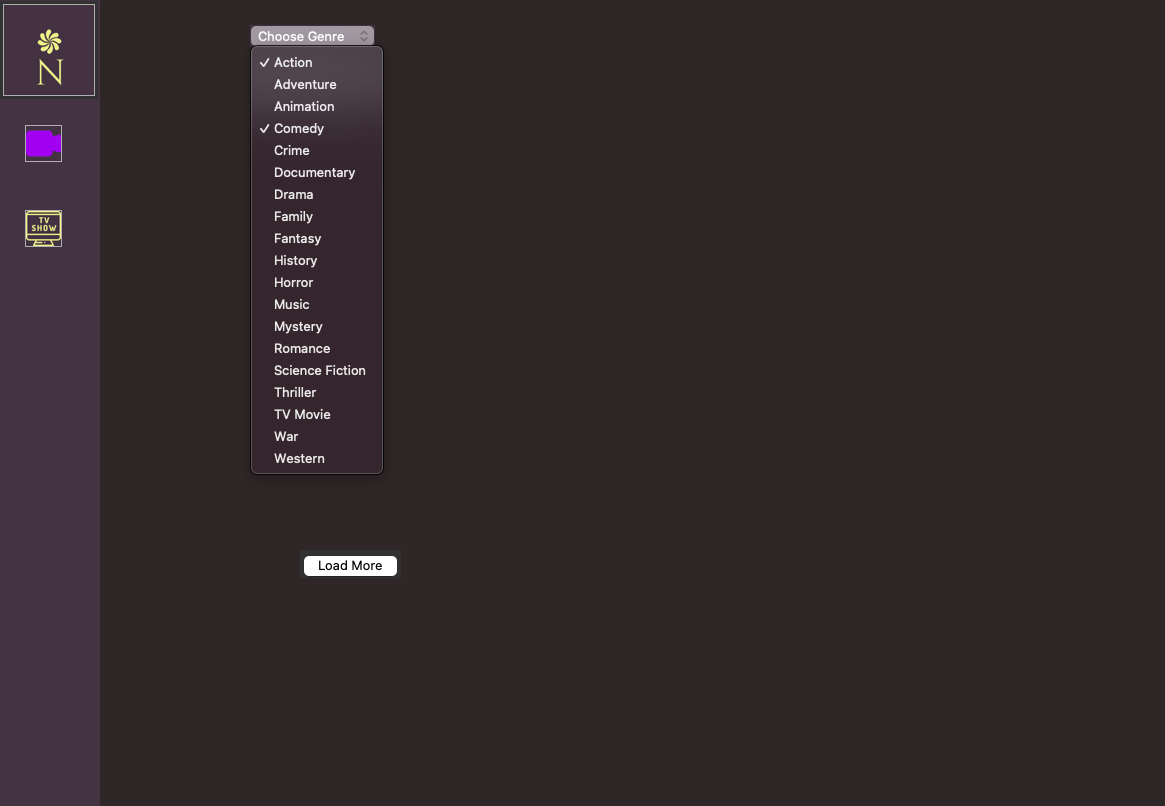 N
TV
SHOW
Choose Genre
Action
Adventure
Animation
Comedy
Crime
Documentary
Drama
Family
Fantasy
History
Horror
Music
Mystery
Romance
Science Fiction
Thriller
TV Movie
War
Western
Load More